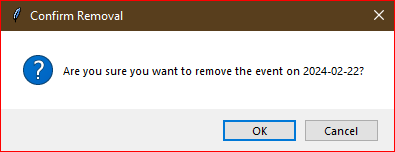 Confirm Removal
Are you sure you want to remove the event on 2024-02-22?
OK
Cancel